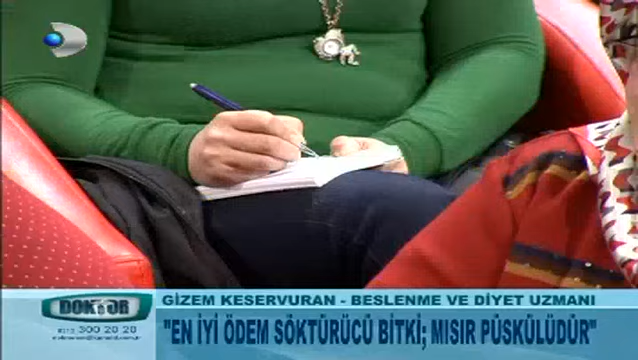 GİZEM KESERVURAN - BESLENME VE DİYET UZMANI
DOKTOR
"EN İYİ ÖDEM SÖKTÜRÜCÜ BİTKİ; MISIR PÜSKÜLÜDÜR"
0212 300 20 20